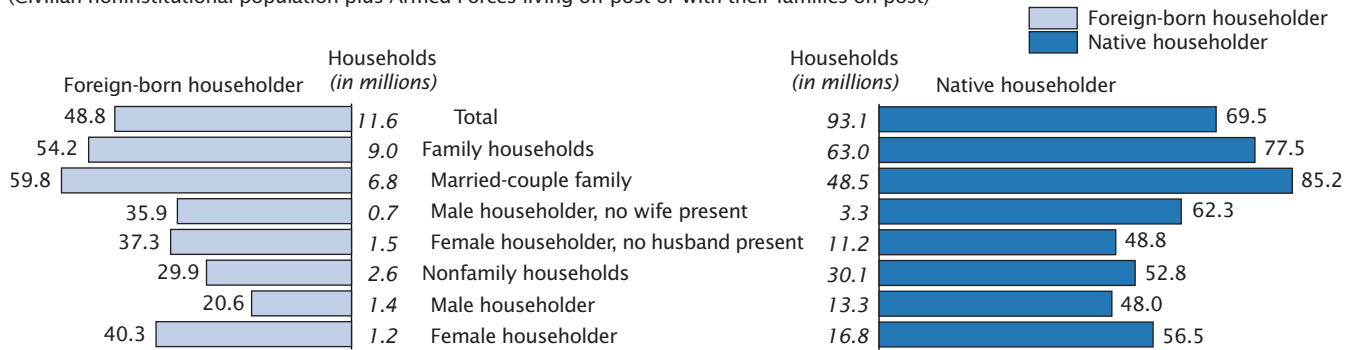 (Civilian noninstitutional population plus Armed Forces living off post or with their families on post)
Foreign-born householder
Native householder
Foreign-born householder
Households
(in millions)
Households
(in millions)
Native householder
48.8 11.6 Total 93.1 69.5
54.2 9.0 Family households 63.0 77.5
59.8 6.8 Married-couple family 48.5 85.2
35.9 0.7 Male householder, no wife present 3.3 62.3
37.3 1.5 Female householder, no husband present 11.2 48.8
29.9 2.6 Nonfamily households 30.1 52.8
20.6 1.4 Male householder 13.3 48.0
40.3 1.2 Female householder 16.8 56.5